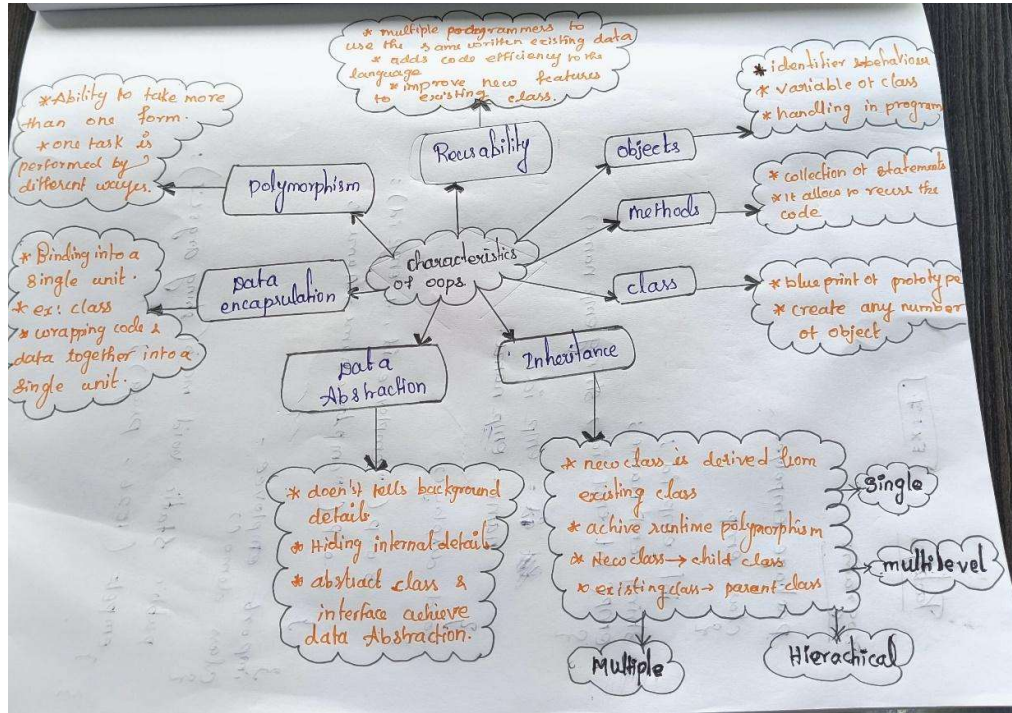 * multiple programmers to
use the same written existing data
* adds code efficiency to the
language
* improve new features
to existing class.
Reusability
* Ability to take more
than one form.
* one task is
performed by
different ways.
polymorphism
* identifier
* variable of class
* handling in program
objects
* collection of statements
* It allow to reuse the
code
methods
characteristics
of oops
* Binding into a
single unit.
* ex: class
* wrapping code &
data together into a
single unit.
Data
encapsulation
class
* blue print of prototype
* create any number
of object
Data
Abstraction
Inheritance
* doen't tells background
details
* Hiding internal details
* abstract class &
interface achieve
data Abstraction.
* new class is derived from
existing class
* achive runtime polymorphism
* New class → child class
* existing class → parent class
single
multilevel
Multiple
Hierachical